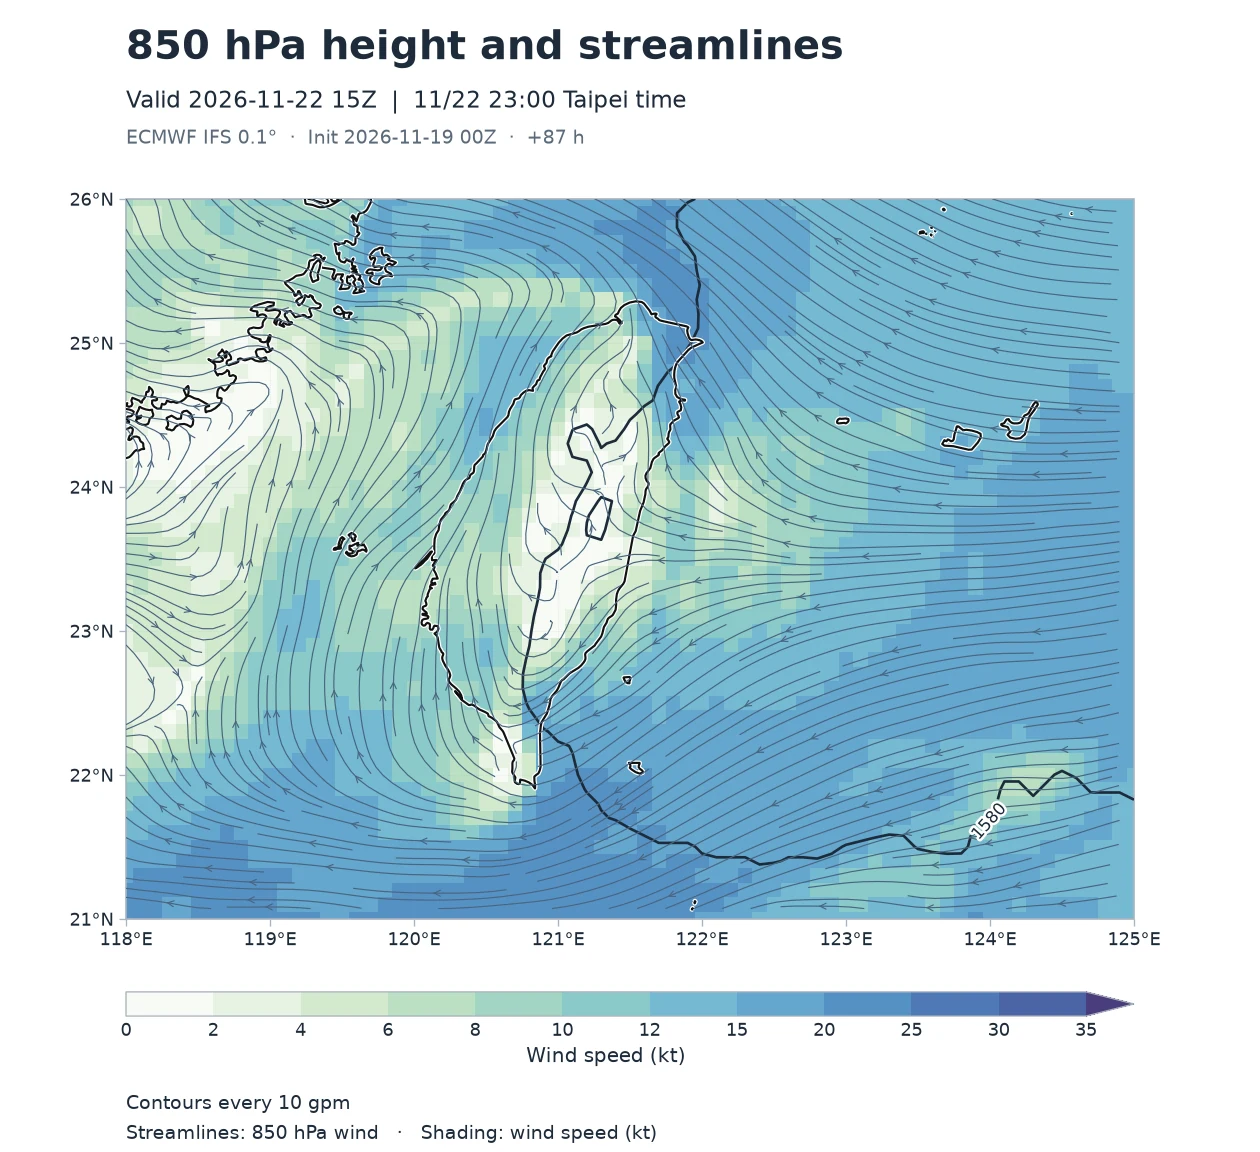 850 hPa height and streamlines
Valid 2026-11-22 15Z | 11/22 23:00 Taipei time
ECMWF IFS 0.1° · Init 2026-11-19 00Z · +87 h
26°N
25°N
24°N
23°N
22°N
21°N
1580
118°E 119°E 120°E 121°E 122°E 123°E 124°E 125°E
0 2 4 6 8 10 12 15 20 25 30 35
Wind speed (kt)
Contours every 10 gpm
Streamlines: 850 hPa wind · Shading: wind speed (kt)